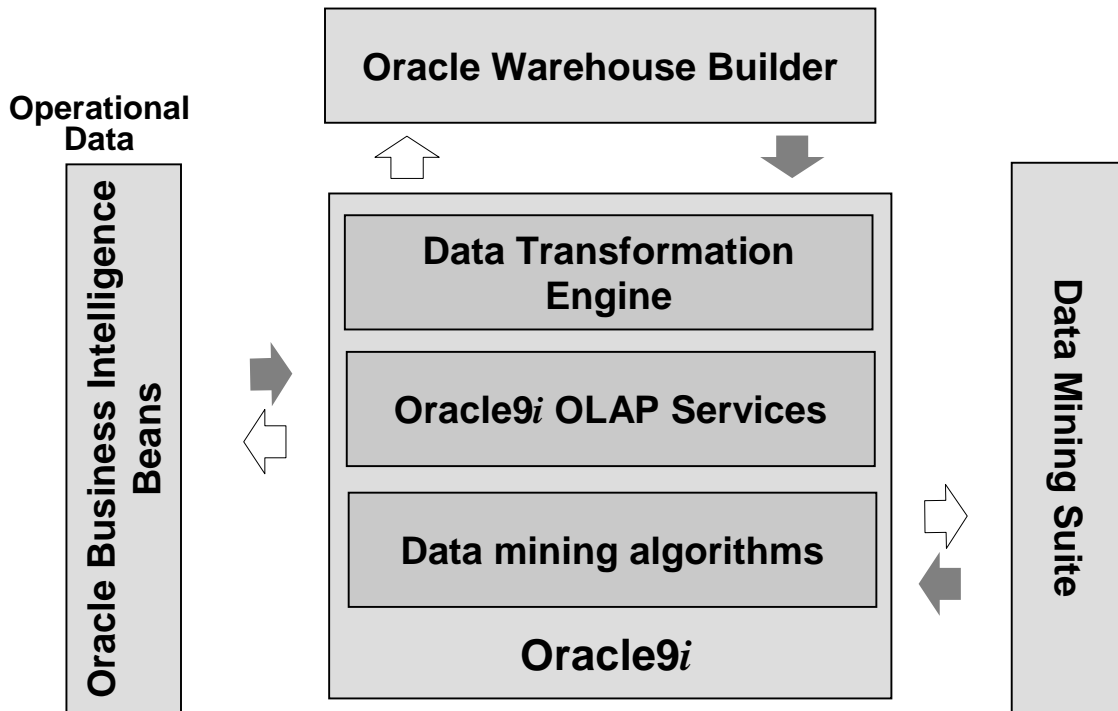 Oracle Warehouse Builder
Operational
Data
Oracle Business Intelligence
Beans
Data Transformation
Engine
Oracle9i OLAP Services
Data mining algorithms
Oracle9i
Data Mining Suite